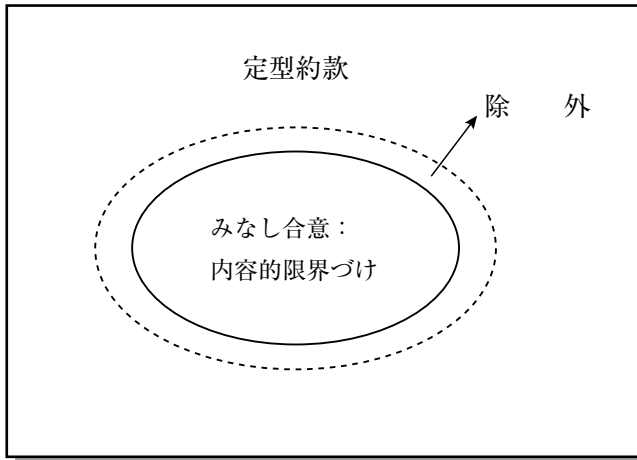 定型約款
除　　外
みなし合意：
内容的限界づけ